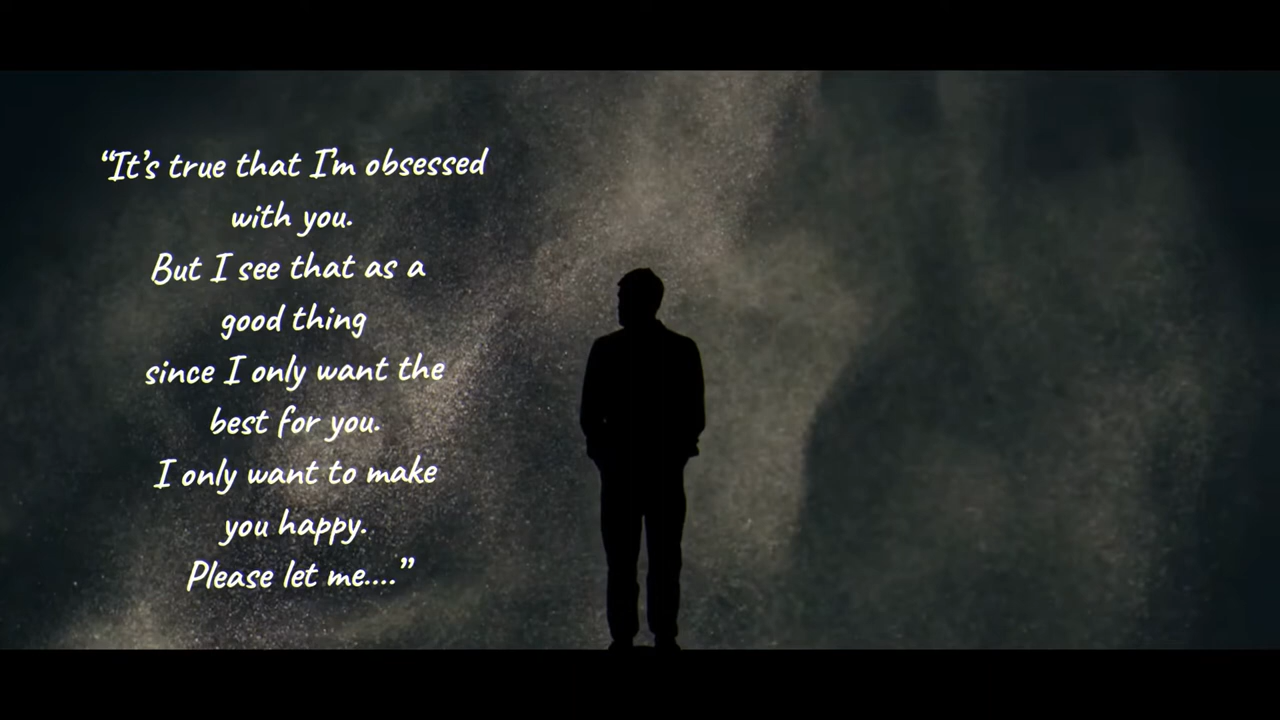 “It’s true that I’m obsessed
with you.
But I see that as a
good thing
since I only want the
best for you.
I only want to make
you happy.
Please let me....”